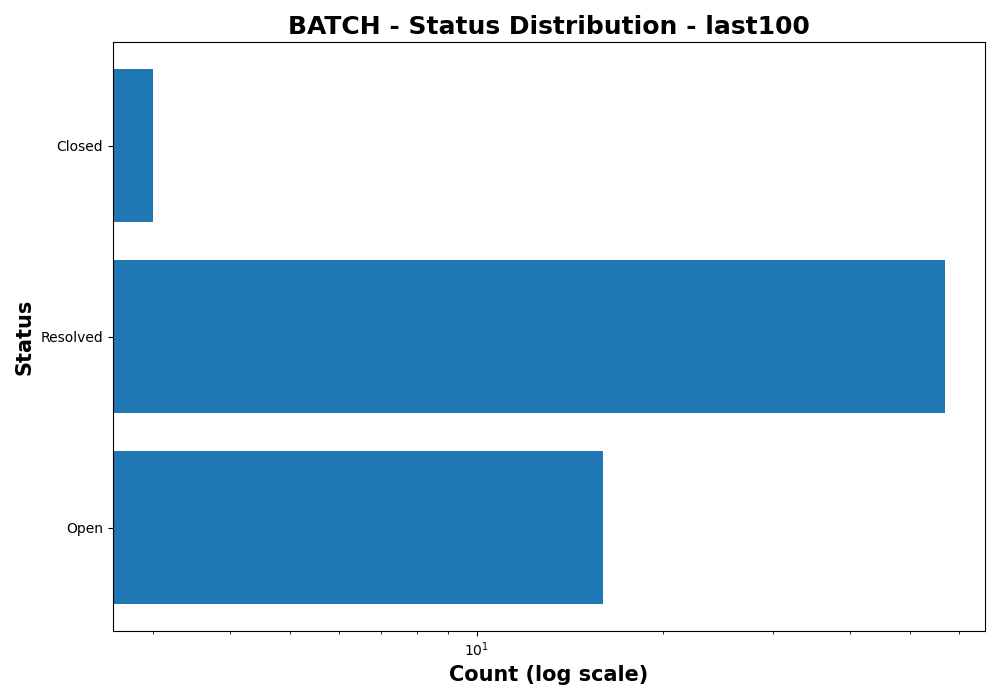 BATCH - Status Distribution - last100
Closed
Resolved
Open
Status
10¹
Count (log scale)